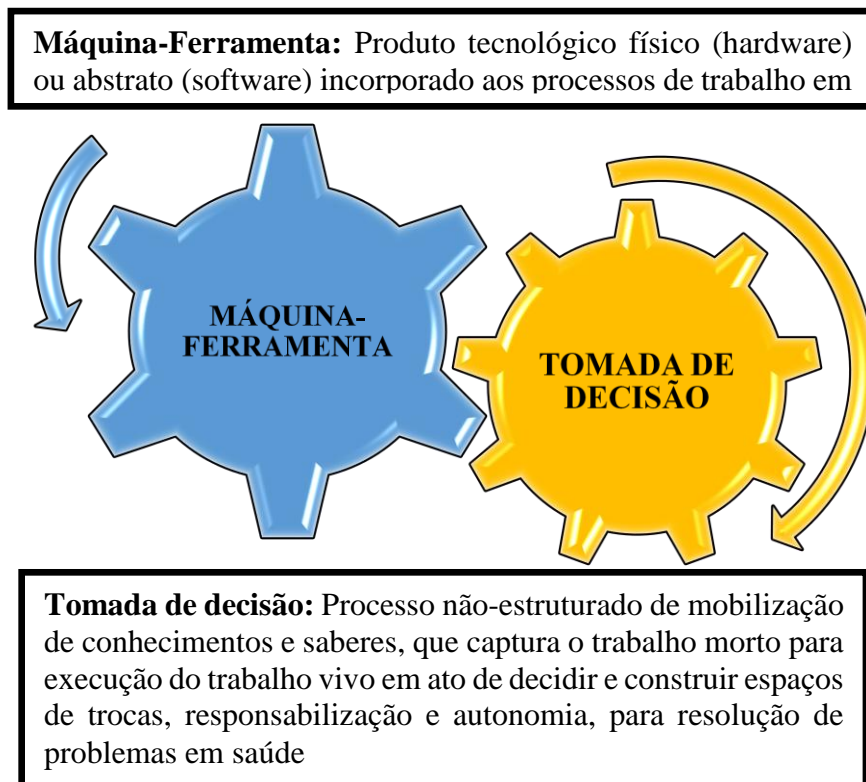 Máquina-Ferramenta: Produto tecnológico físico (hardware)
ou abstrato (software) incorporado aos processos de trabalho em
MÁQUINA-
FERRAMENTA
TOMADA DE
DECISÃO
Tomada de decisão: Processo não-estruturado de mobilização
de conhecimentos e saberes, que captura o trabalho morto para
execução do trabalho vivo em ato de decidir e construir espaços
de trocas, responsabilização e autonomia, para resolução de
problemas em saúde